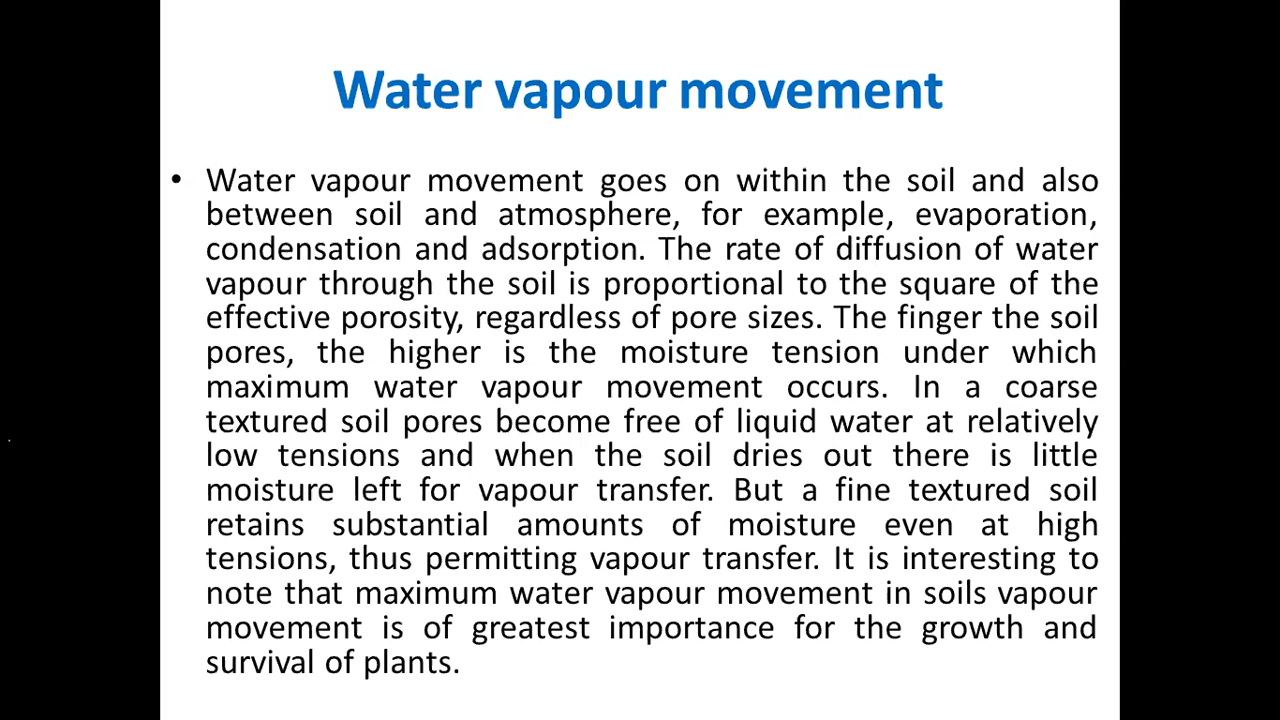 Water vapour movement
• Water vapour movement goes on within the soil and also
between soil and atmosphere, for example, evaporation,
condensation and adsorption. The rate of diffusion of water
vapour through the soil is proportional to the square of the
effective porosity, regardless of pore sizes. The finger the soil
pores, the higher is the moisture tension under which
maximum water vapour movement occurs. In a coarse
textured soil pores become free of liquid water at relatively
low tensions and when the soil dries out there is little
moisture left for vapour transfer. But a fine textured soil
retains substantial amounts of moisture even at high
tensions, thus permitting vapour transfer. It is interesting to
note that maximum water vapour movement in soils vapour
movement is of greatest importance for the growth and
survival of plants.